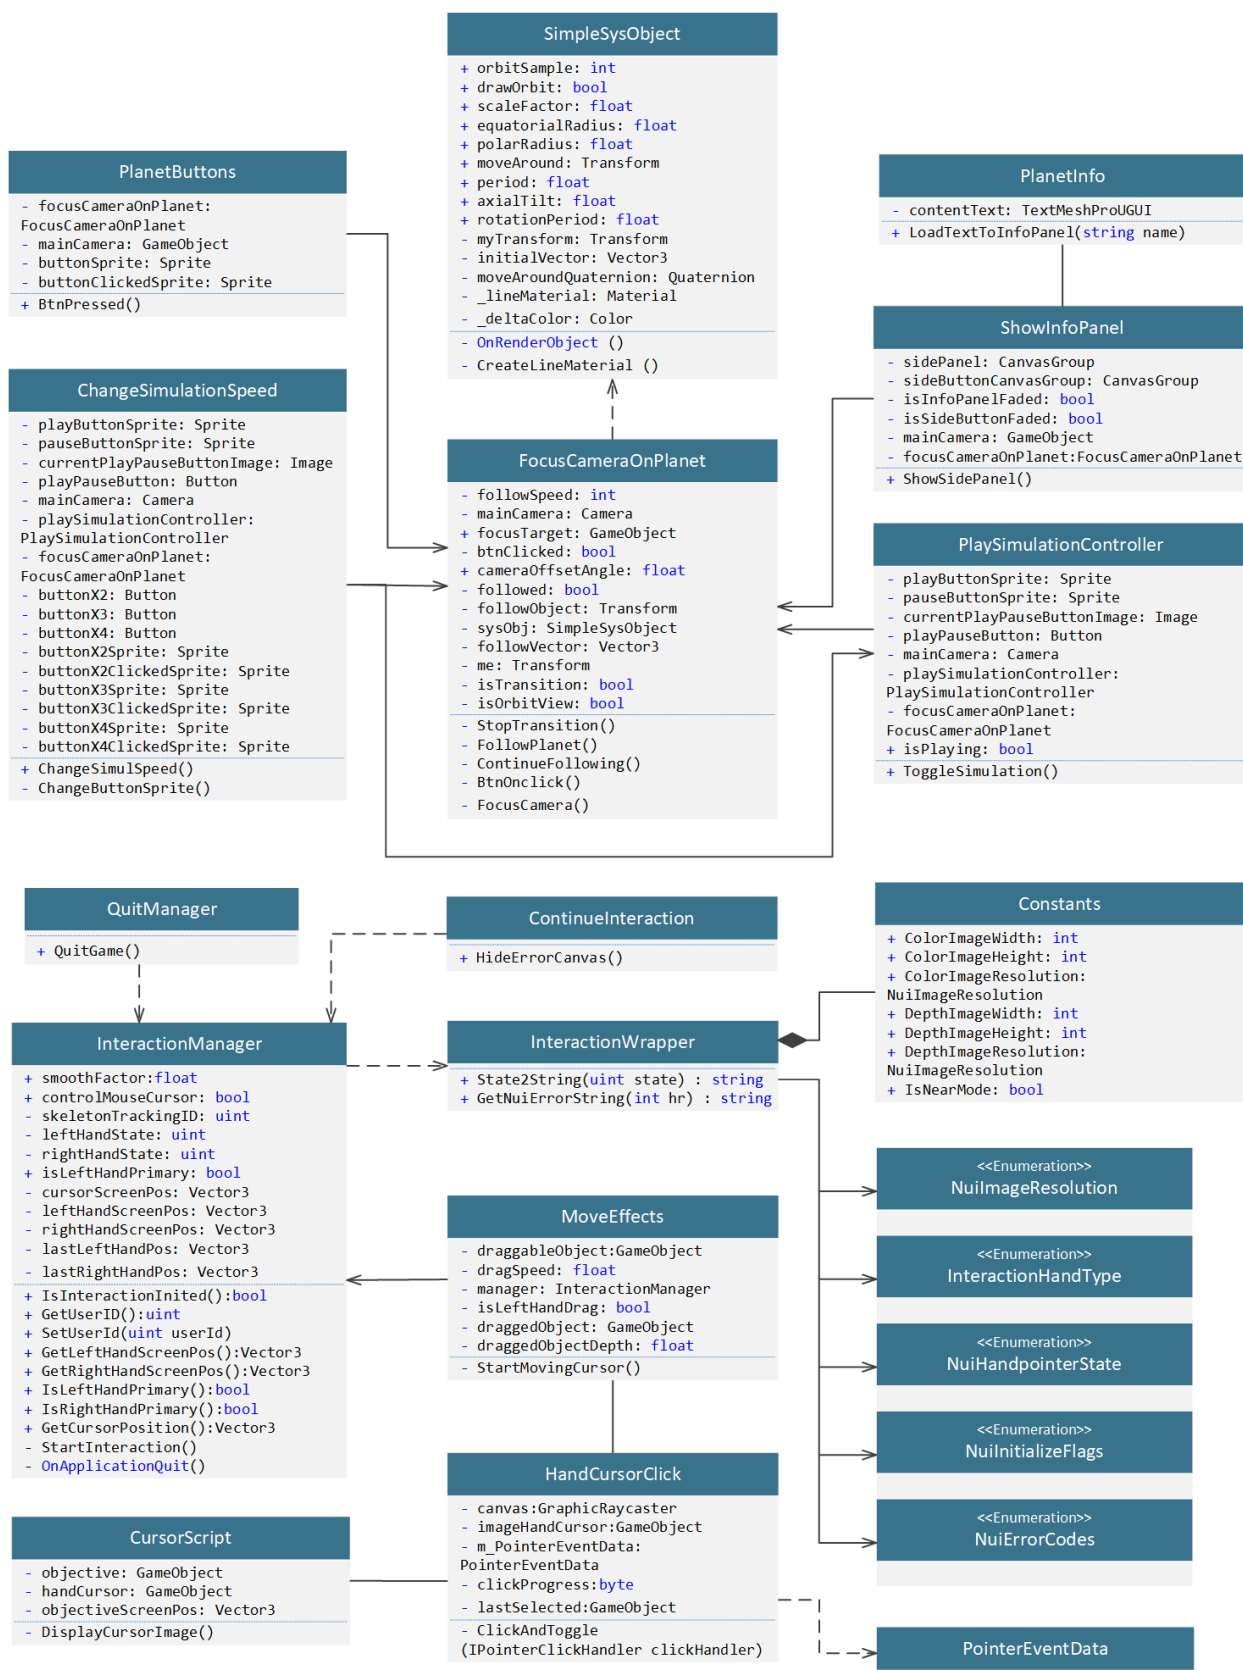 SimpleSysObject
+ orbitSample: int
+ drawOrbit: bool
+ scaleFactor: float
+ equatorialRadius: float
+ polarRadius: float
+ moveAround: Transform
+ period: float
+ axialTilt: float
+ rotationPeriod: float
- myTransform: Transform
- initialVector: Vector3
- moveAroundQuaternion: Quaternion
- _lineMaterial: Material
- _deltaColor: Color
- OnRenderObject ()
- CreateLineMaterial ()
PlanetButtons
- focusCameraOnPlanet:
FocusCameraOnPlanet
- mainCamera: GameObject
- buttonSprite: Sprite
- buttonClickedSprite: Sprite
+ BtnPressed()
PlanetInfo
- contentText: TextMeshProUGUI
+ LoadTextToInfoPanel(string name)
ShowInfoPanel
- sidePanel: CanvasGroup
- sideButtonCanvasGroup: CanvasGroup
- isInfoPanelFaded: bool
- isSideButtonFaded: bool
- mainCamera: GameObject
- focusCameraOnPlanet:FocusCameraOnPlanet
+ ShowSidePanel()
ChangeSimulationSpeed
- playButtonSprite: Sprite
- pauseButtonSprite: Sprite
- currentPlayPauseButtonImage: Image
- playPauseButton: Button
- mainCamera: Camera
- playSimulationController:
PlaySimulationController
- focusCameraOnPlanet:
FocusCameraOnPlanet
- buttonX2: Button
- buttonX3: Button
- buttonX4: Button
- buttonX2Sprite: Sprite
- buttonX2ClickedSprite: Sprite
- buttonX3Sprite: Sprite
- buttonX3ClickedSprite: Sprite
- buttonX4Sprite: Sprite
- buttonX4ClickedSprite: Sprite
+ ChangeSimulSpeed()
- ChangeButtonSprite()
FocusCameraOnPlanet
- followSpeed: int
- mainCamera: Camera
+ focusTarget: GameObject
- btnClicked: bool
+ cameraOffsetAngle: float
- followed: bool
- followObject: Transform
- sysObj: SimpleSysObject
- followVector: Vector3
- me: Transform
- isTransition: bool
- isOrbitView: bool
- StopTransition()
- FollowPlanet()
- ContinueFollowing()
- BtnOnclick()
- FocusCamera()
PlaySimulationController
- playButtonSprite: Sprite
- pauseButtonSprite: Sprite
- currentPlayPauseButtonImage: Image
- playPauseButton: Button
- mainCamera: Camera
- playSimulationController:
PlaySimulationController
- focusCameraOnPlanet:
FocusCameraOnPlanet
+ isPlaying: bool
+ ToggleSimulation()
QuitManager
+ QuitGame()
ContinueInteraction
+ HideErrorCanvas()
Constants
+ ColorImageWidth: int
+ ColorImageHeight: int
+ ColorImageResolution:
NuiImageResolution
+ DepthImageWidth: int
+ DepthImageHeight: int
+ DepthImageResolution:
NuiImageResolution
+ IsNearMode: bool
InteractionManager
+ smoothFactor:float
+ controlMouseCursor: bool
- skeletonTrackingID: uint
- leftHandState: uint
- rightHandState: uint
+ isLeftHandPrimary: bool
- cursorScreenPos: Vector3
- leftHandScreenPos: Vector3
- rightHandScreenPos: Vector3
- lastLeftHandPos: Vector3
- lastRightHandPos: Vector3
+ IsInteractionInited():bool
+ GetUserID():uint
+ SetUserId(uint userId)
+ GetLeftHandScreenPos():Vector3
+ GetRightHandScreenPos():Vector3
+ IsLeftHandPrimary():bool
+ IsRightHandPrimary():bool
+ GetCursorPosition():Vector3
- StartInteraction()
- OnApplicationQuit()
InteractionWrapper
+ State2String(uint state) : string
+ GetNuiErrorString(int hr) : string
<<Enumeration>>
NuiImageResolution
<<Enumeration>>
InteractionHandType
<<Enumeration>>
NuiHandpointerState
<<Enumeration>>
NuiInitializeFlags
<<Enumeration>>
NuiErrorCodes
MoveEffects
- draggableObject:GameObject
- dragSpeed: float
- manager: InteractionManager
- isLeftHandDrag: bool
- draggedObject: GameObject
- draggedObjectDepth: float
- StartMovingCursor()
HandCursorClick
- canvas:GraphicRaycaster
- imageHandCursor:GameObject
- m_PointerEventData:
PointerEventData
- clickProgress:byte
- lastSelected:GameObject
- ClickAndToggle
(IPointerClickHandler clickHandler)
CursorScript
- objective: GameObject
- handCursor: GameObject
- objectiveScreenPos: Vector3
- DisplayCursorImage()
PointerEventData